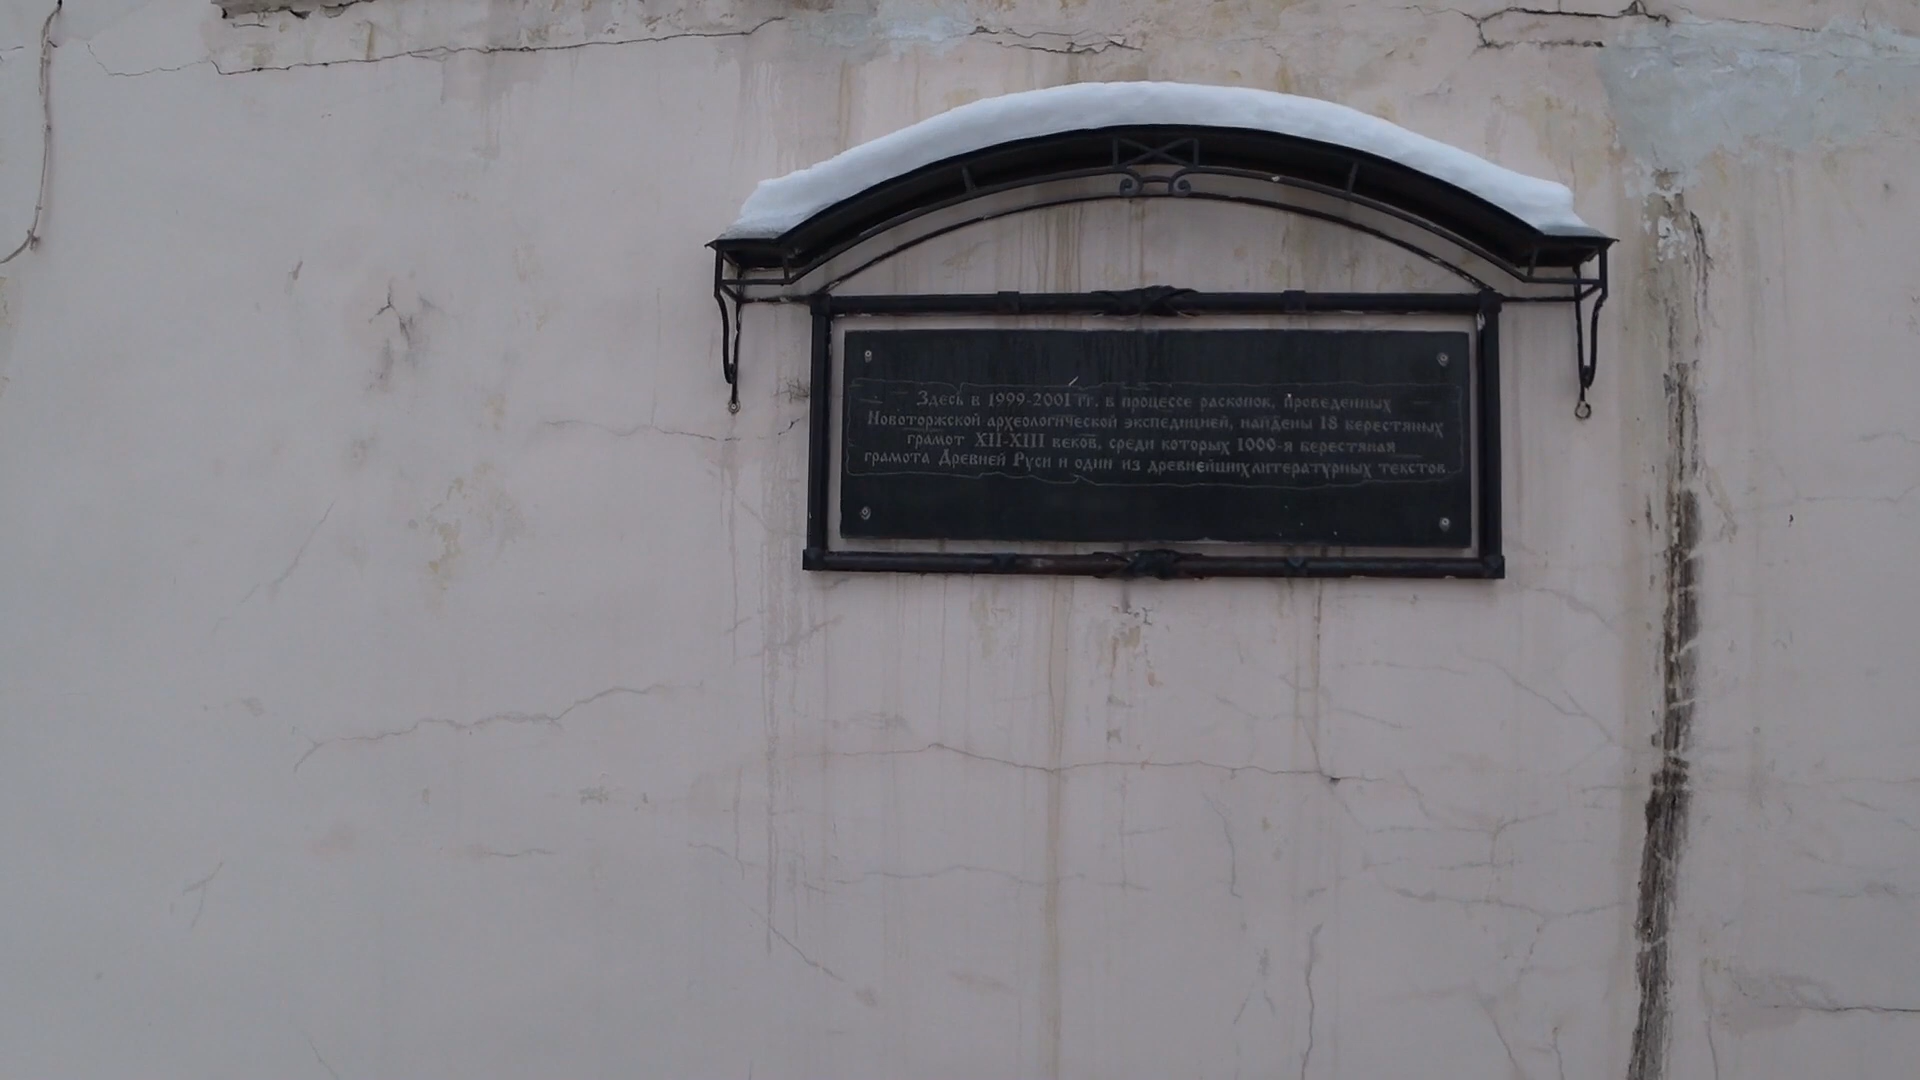 Здесь в 1999-2001 гг. в процессе раскопок, проведенных
Новоторжской археологической экспедицией, найдены 18 берестяных
грамот XII-XIII веков, среди которых 1000-я берестяная
грамота Древней Руси и один из древнейших литературных текстов